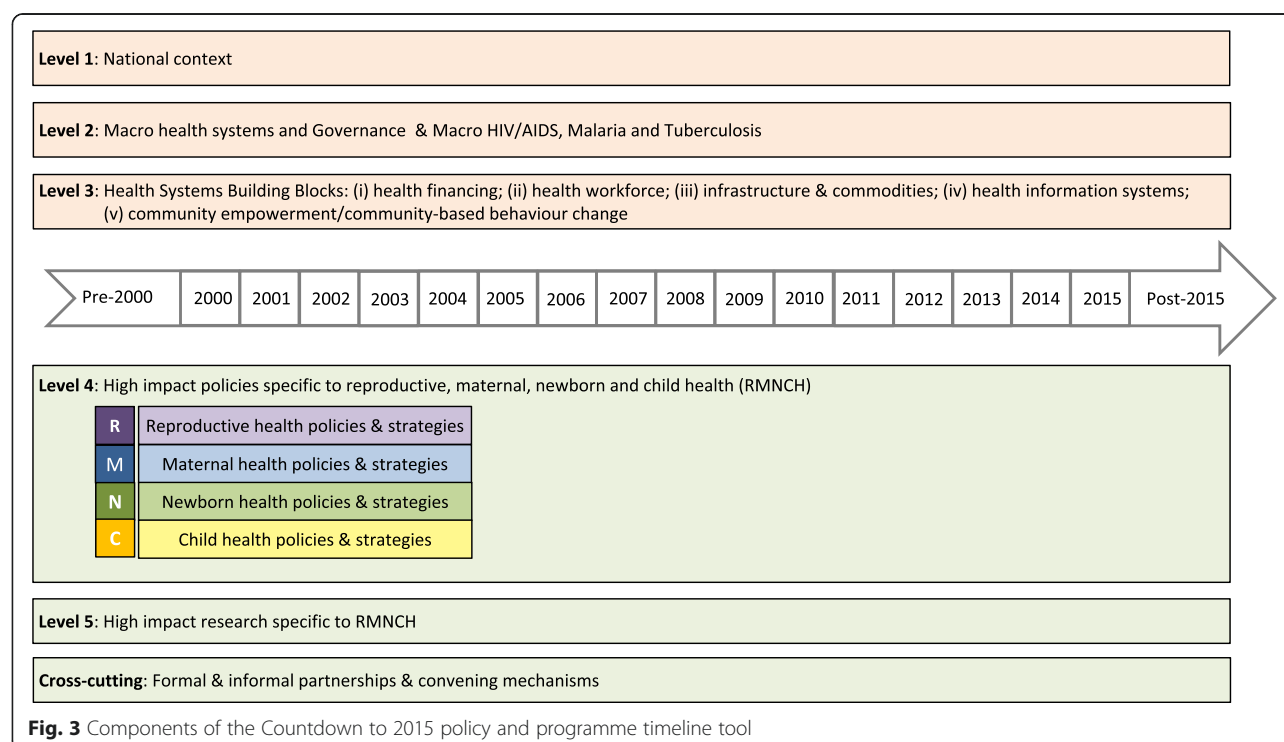 Level 1: National context
Level 2: Macro health systems and Governance & Macro HIV/AIDS, Malaria and Tuberculosis
Level 3: Health Systems Building Blocks: (i) health financing; (ii) health workforce; (iii) infrastructure & commodities; (iv) health information systems;
(v) community empowerment/community-based behaviour change
Pre-2000 2000 2001 2002 2003 2004 2005 2006 2007 2008 2009 2010 2011 2012 2013 2014 2015 Post-2015
Level 4: High impact policies specific to reproductive, maternal, newborn and child health (RMNCH)
R Reproductive health policies & strategies
M Maternal health policies & strategies
N Newborn health policies & strategies
C Child health policies & strategies
Level 5: High impact research specific to RMNCH
Cross-cutting: Formal & informal partnerships & convening mechanisms
Fig. 3 Components of the Countdown to 2015 policy and programme timeline tool